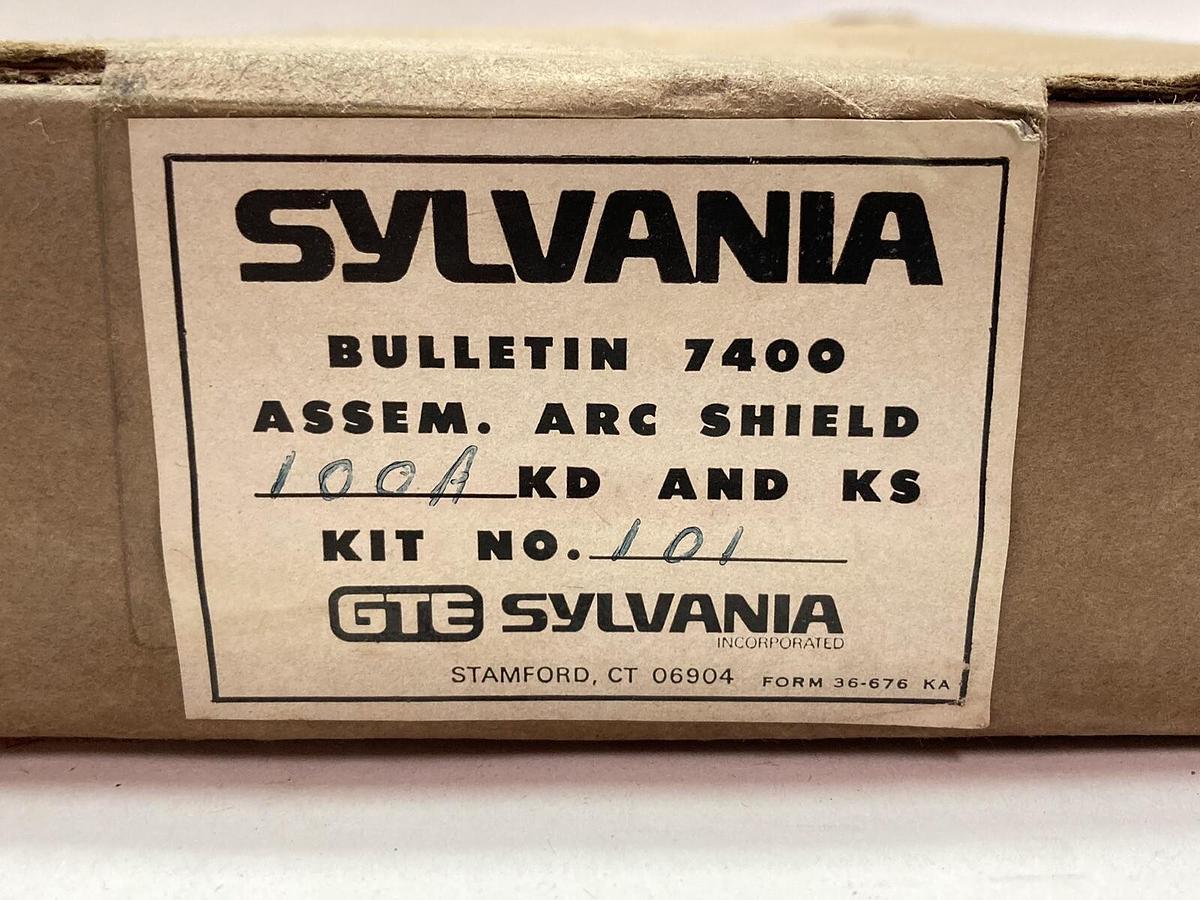 SYLVANIA
BULLETIN 7400
ASSEM. ARC SHIELD
100A KD AND KS
KIT NO. 101
GTE SYLVANIA
INCORPORATED
STAMFORD, CT 06904 FORM 36-676 KA